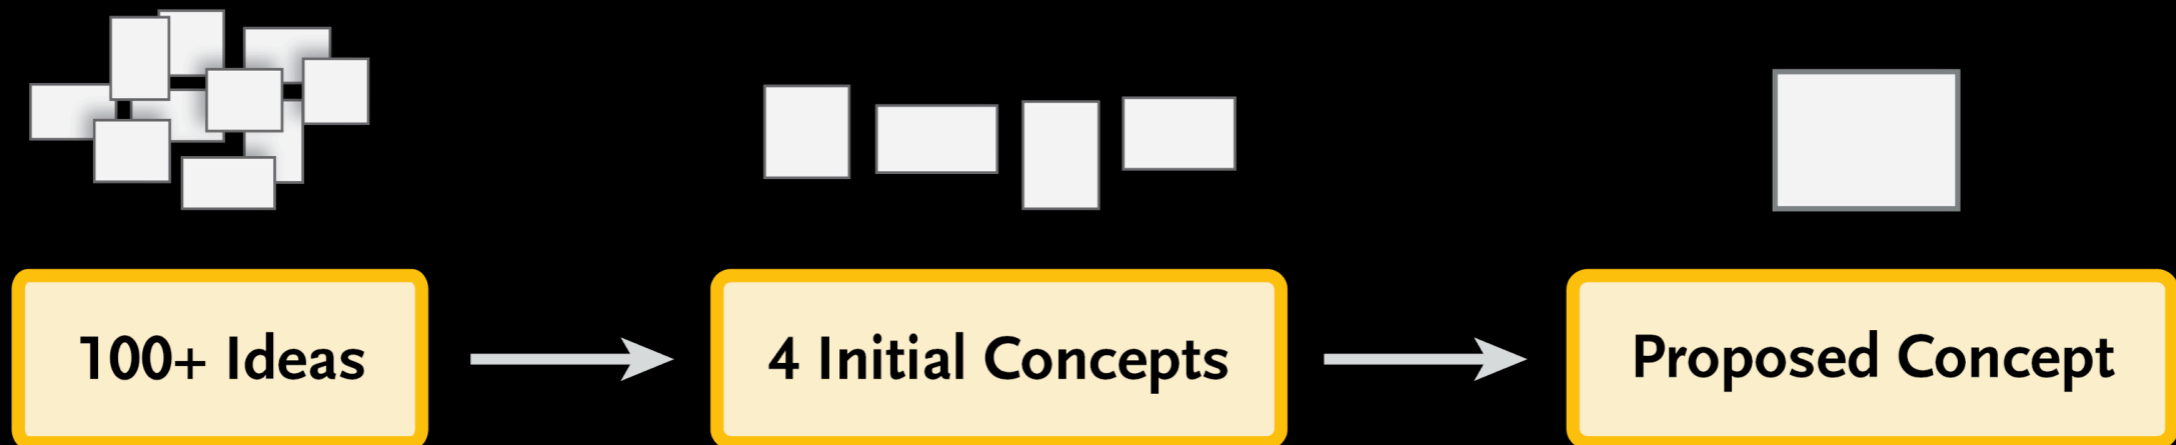 100+ Ideas
4 Initial Concepts
Proposed Concept